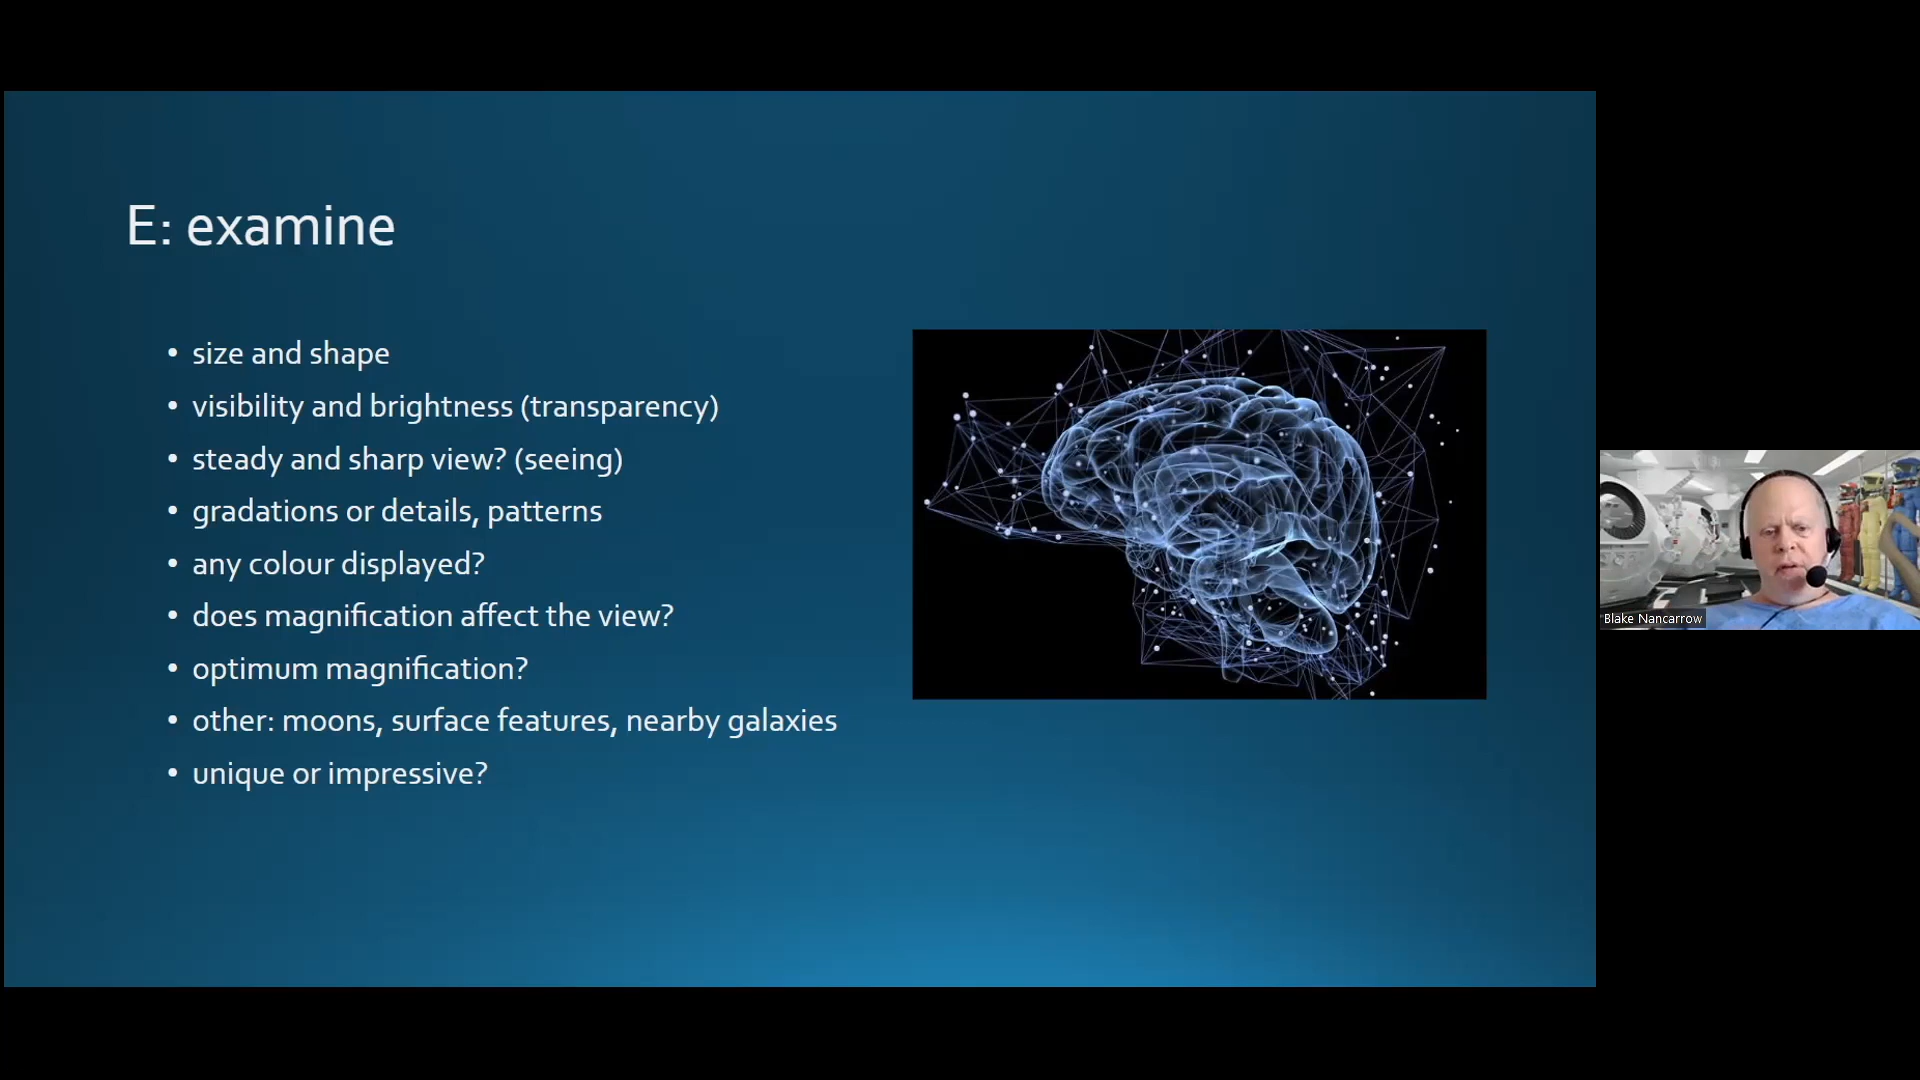 E: examine
• size and shape
• visibility and brightness (transparency)
• steady and sharp view? (seeing)
• gradations or details, patterns
• any colour displayed?
• does magnification affect the view?
• optimum magnification?
• other: moons, surface features, nearby galaxies
• unique or impressive?
Blake Nancarrow